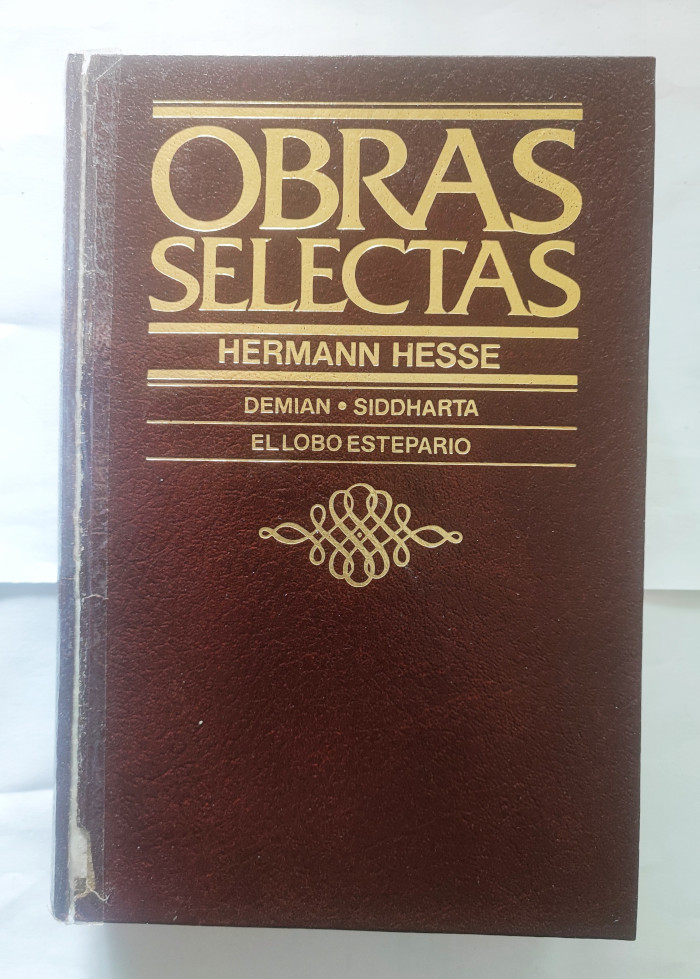 OBRAS
SELECTAS
HERMANN HESSE
DEMIAN • SIDDHARTA
EL LOBO ESTEPARIO